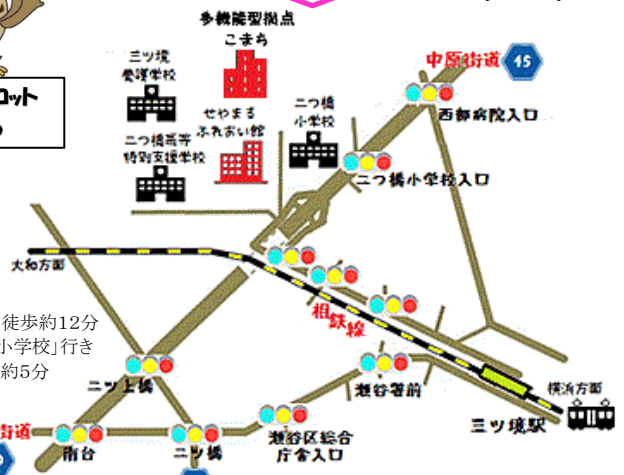 多機能型拠点
こまち
三ツ境
養護学校
せやまる
ふれあい館
二つ橋
小学校
二つ橋高等
特別支援学校
中原街道
45
西部病院入口
二つ橋小学校入口
大和方面
相鉄線
徒歩約12分
小学校」行き
約5分
二ツ上橋
瀬谷署前
横浜方面
三ツ境駅
街道
南台
二ツ橋
瀬谷区総合
庁舎入口